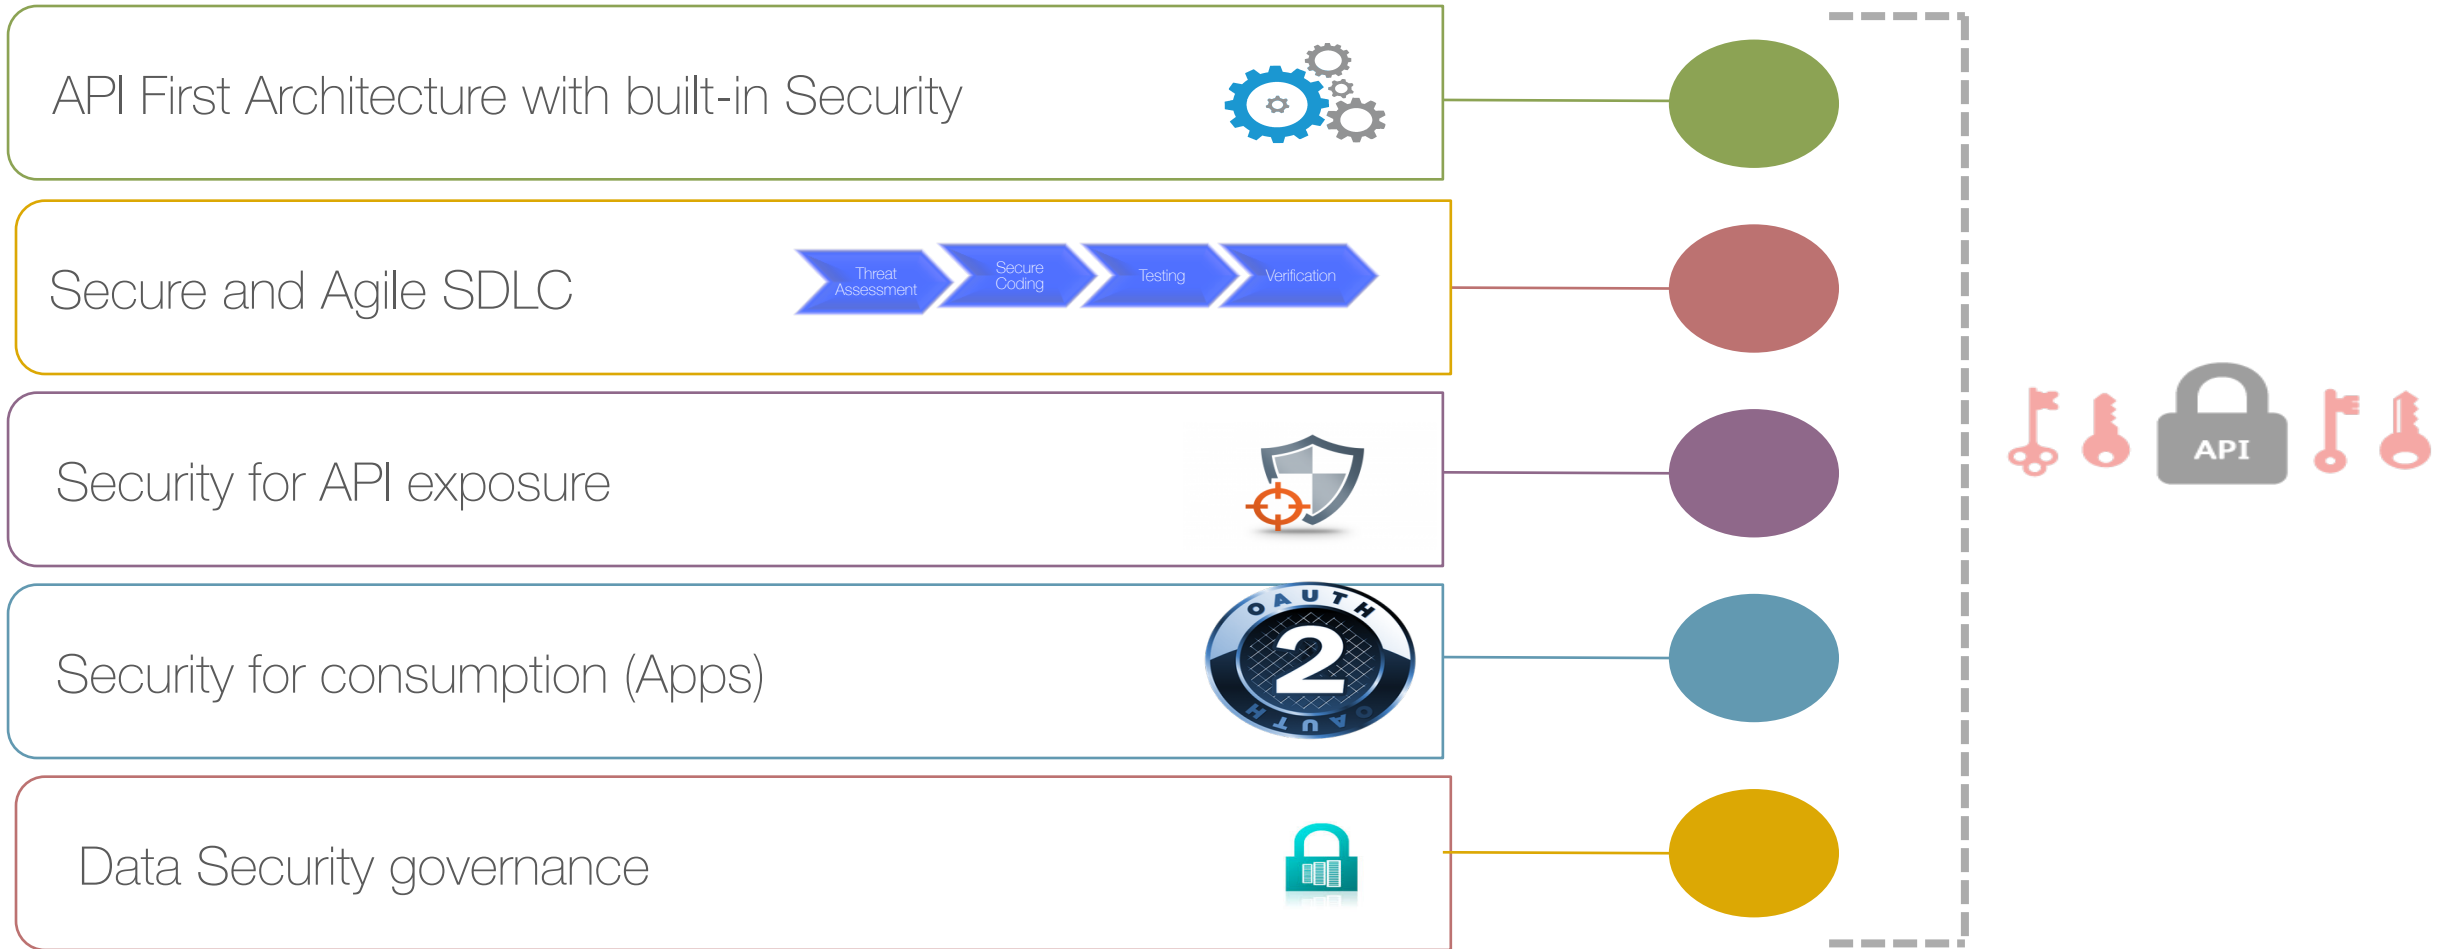 API First Architecture with built-in Security
Secure and Agile SDLC
Threat
Assessment
Secure
Coding
Testing
Verification
Security for API exposure
API
Security for consumption (Apps)
OAUTH
2
OAUTH
Data Security governance